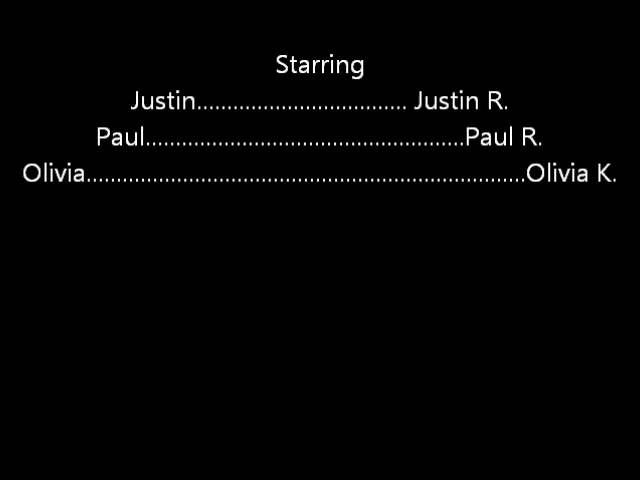 Starring
Justin................................... Justin R.
Paul.....................................................Paul R.
Olivia.........................................................................Olivia K.